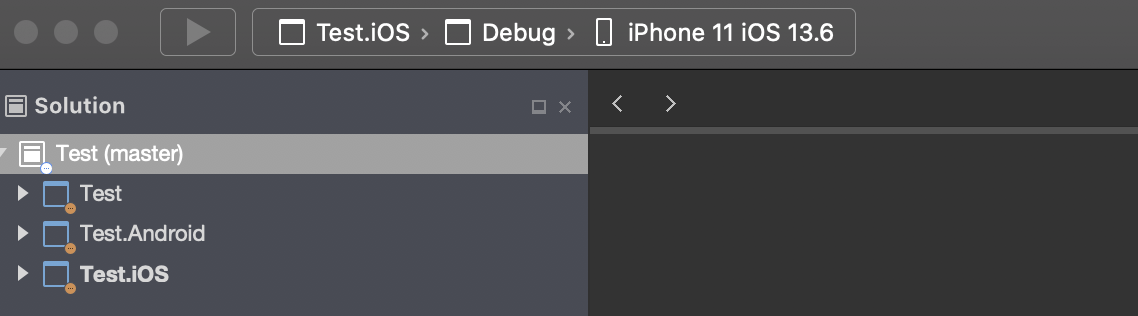 Test.iOS › Debug › iPhone 11 iOS 13.6
Solution
Test (master)
Test
Test.Android
Test.iOS